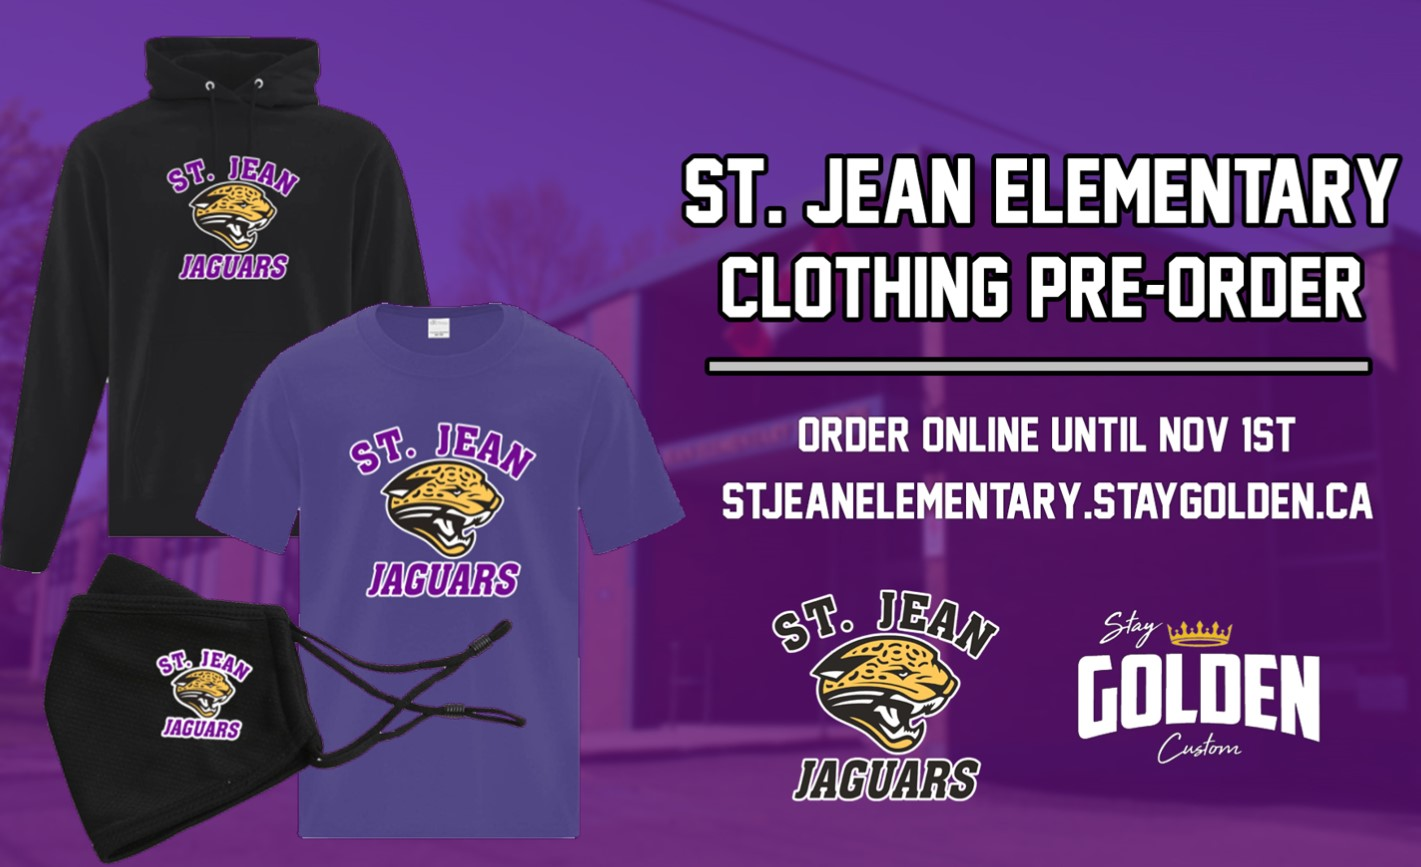 ST. JEAN
JAGUARS
ST. JEAN
JAGUARS
ST. JEAN
JAGUARS
ST. JEAN ELEMENTARY
CLOTHING PRE-ORDER
ORDER ONLINE UNTIL NOV 1ST
STJEANELEMENTARY.STAYGOLDEN.CA
ST. JEAN
JAGUARS
Stay
GOLDEN
Custom